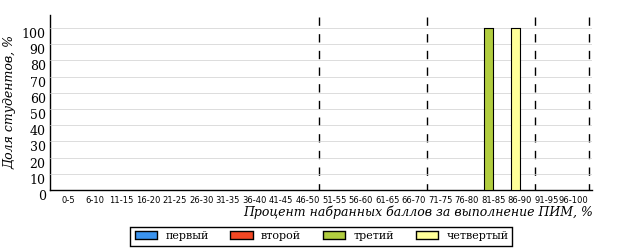 Доля студентов, %
100
90
80
70
60
50
40
30
20
10
0
0-5 6-10 11-15 16-20 21-25 26-30 31-35 36-40 41-45 46-50 51-55 56-60 61-65 66-70 71-75 76-80 81-85 86-90 91-95 96-100
Процент набранных баллов за выполнение ПИМ, %
первый второй третий четвертый